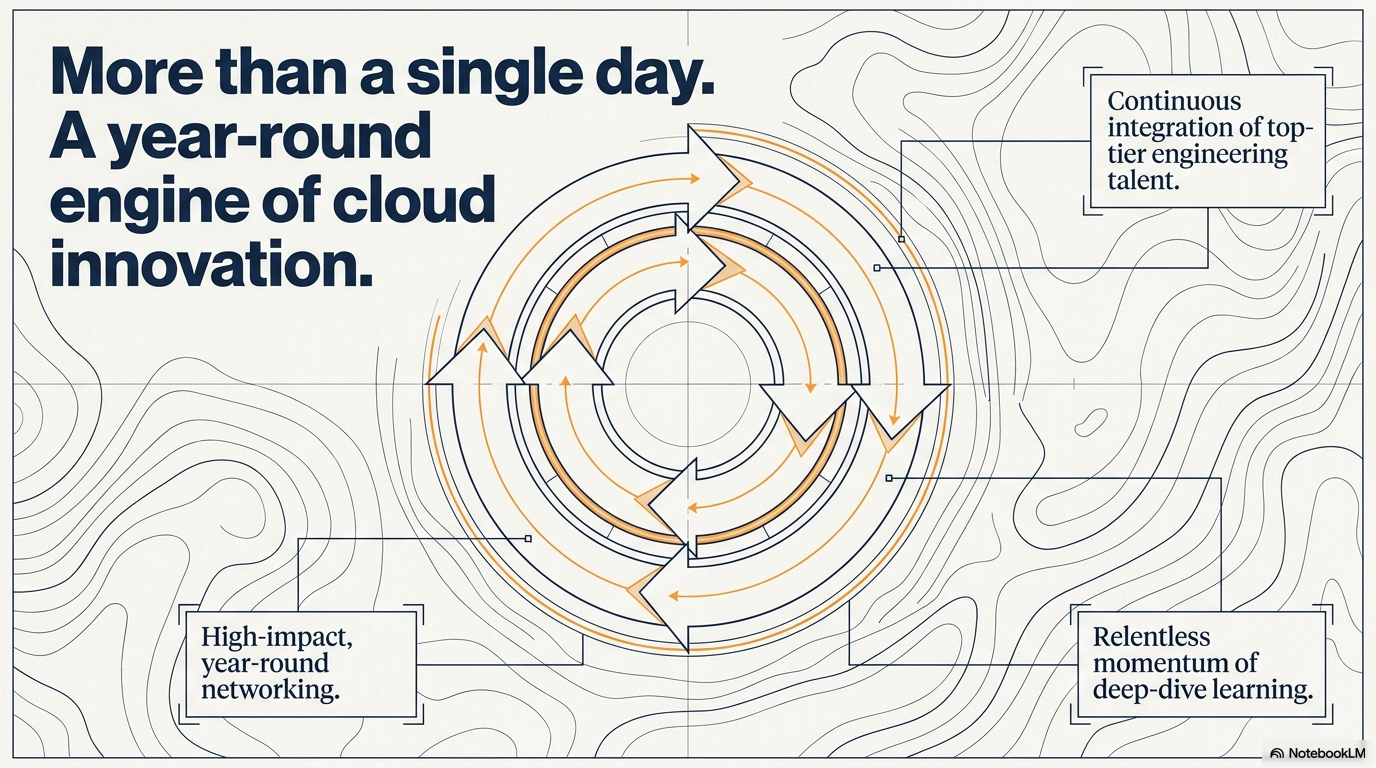 More than a single day.
A year-round
engine of cloud
innovation.
Continuous
integration of top-
tier engineering
talent.
High-impact,
year-round
networking.
Relentless
momentum of
deep-dive learning.
NotebookLM